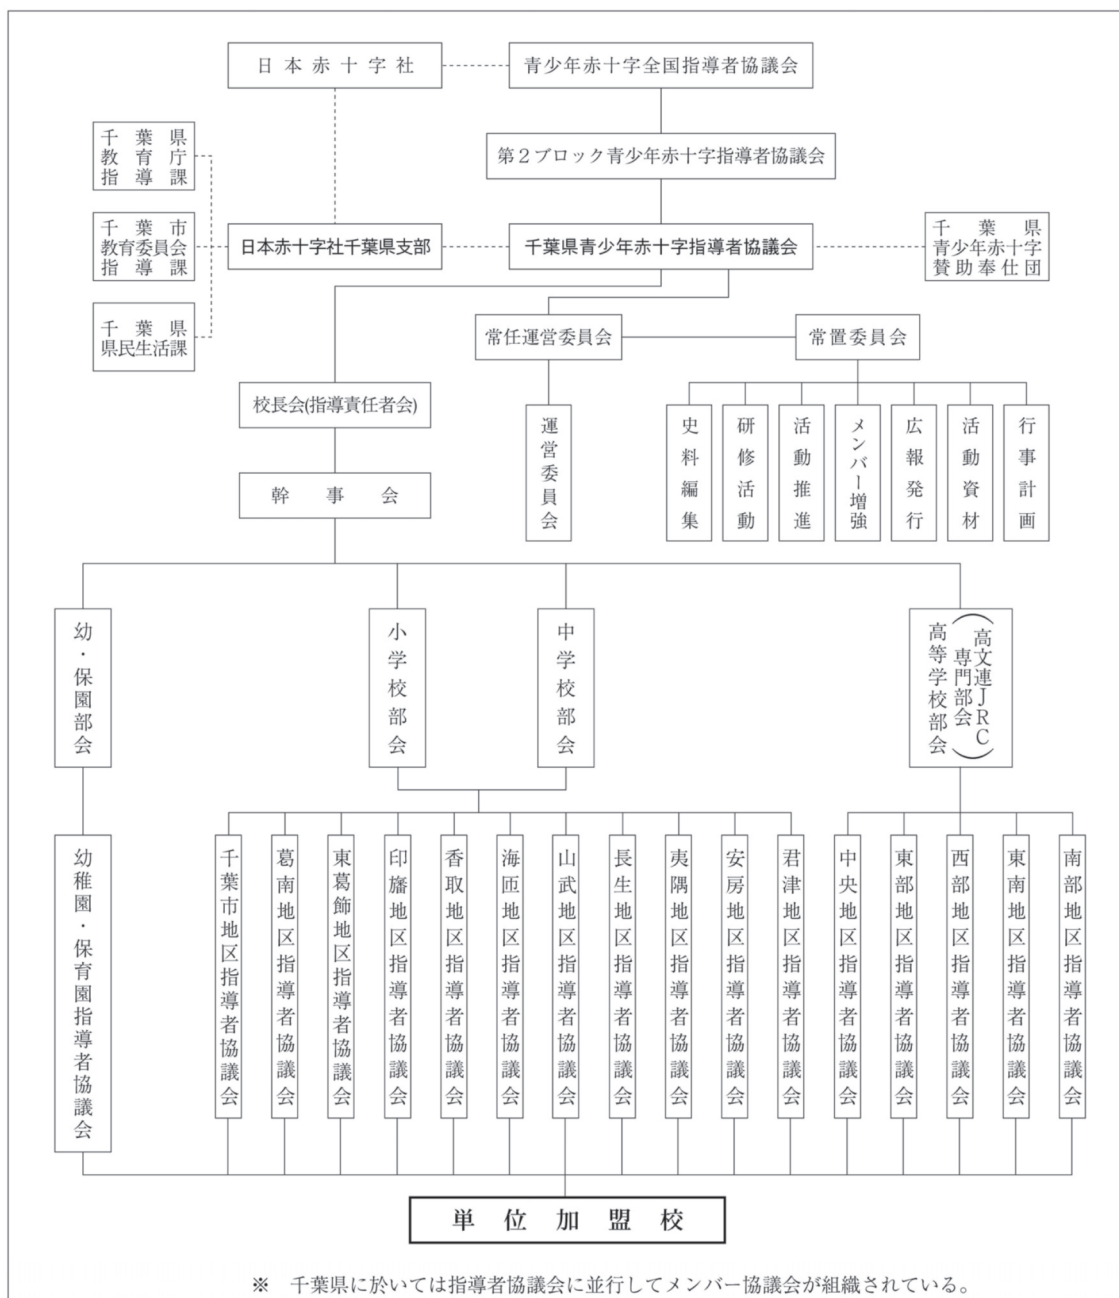 日本赤十字社
青少年赤十字全国指導者協議会
第2ブロック青少年赤十字指導者協議会
千葉県
教育庁
指導課
千葉市
教育委員会
指導課
千葉県
県民生活課
日本赤十字社千葉県支部
千葉県青少年赤十字指導者協議会
千葉県
青少年赤十字
賛助奉仕団
常任運営委員会
常置委員会
校長会(指導責任者会)
幹事会
運営委員会
史料編集
研修活動
活動推進
メンバー増強
広報発行
活動資材
行事計画
幼・保園部会
小学校部会
中学校部会
高等学校部会
(高文連JRC
専門部会)
幼稚園・保育園指導者協議会
千葉市地区指導者協議会
葛南地区指導者協議会
東葛飾地区指導者協議会
印旛地区指導者協議会
香取地区指導者協議会
海匝地区指導者協議会
山武地区指導者協議会
長生地区指導者協議会
夷隅地区指導者協議会
安房地区指導者協議会
君津地区指導者協議会
中央地区指導者協議会
東部地区指導者協議会
西部地区指導者協議会
東南地区指導者協議会
南部地区指導者協議会
単位加盟校
※ 千葉県に於いては指導者協議会に並行してメンバー協議会が組織されている。